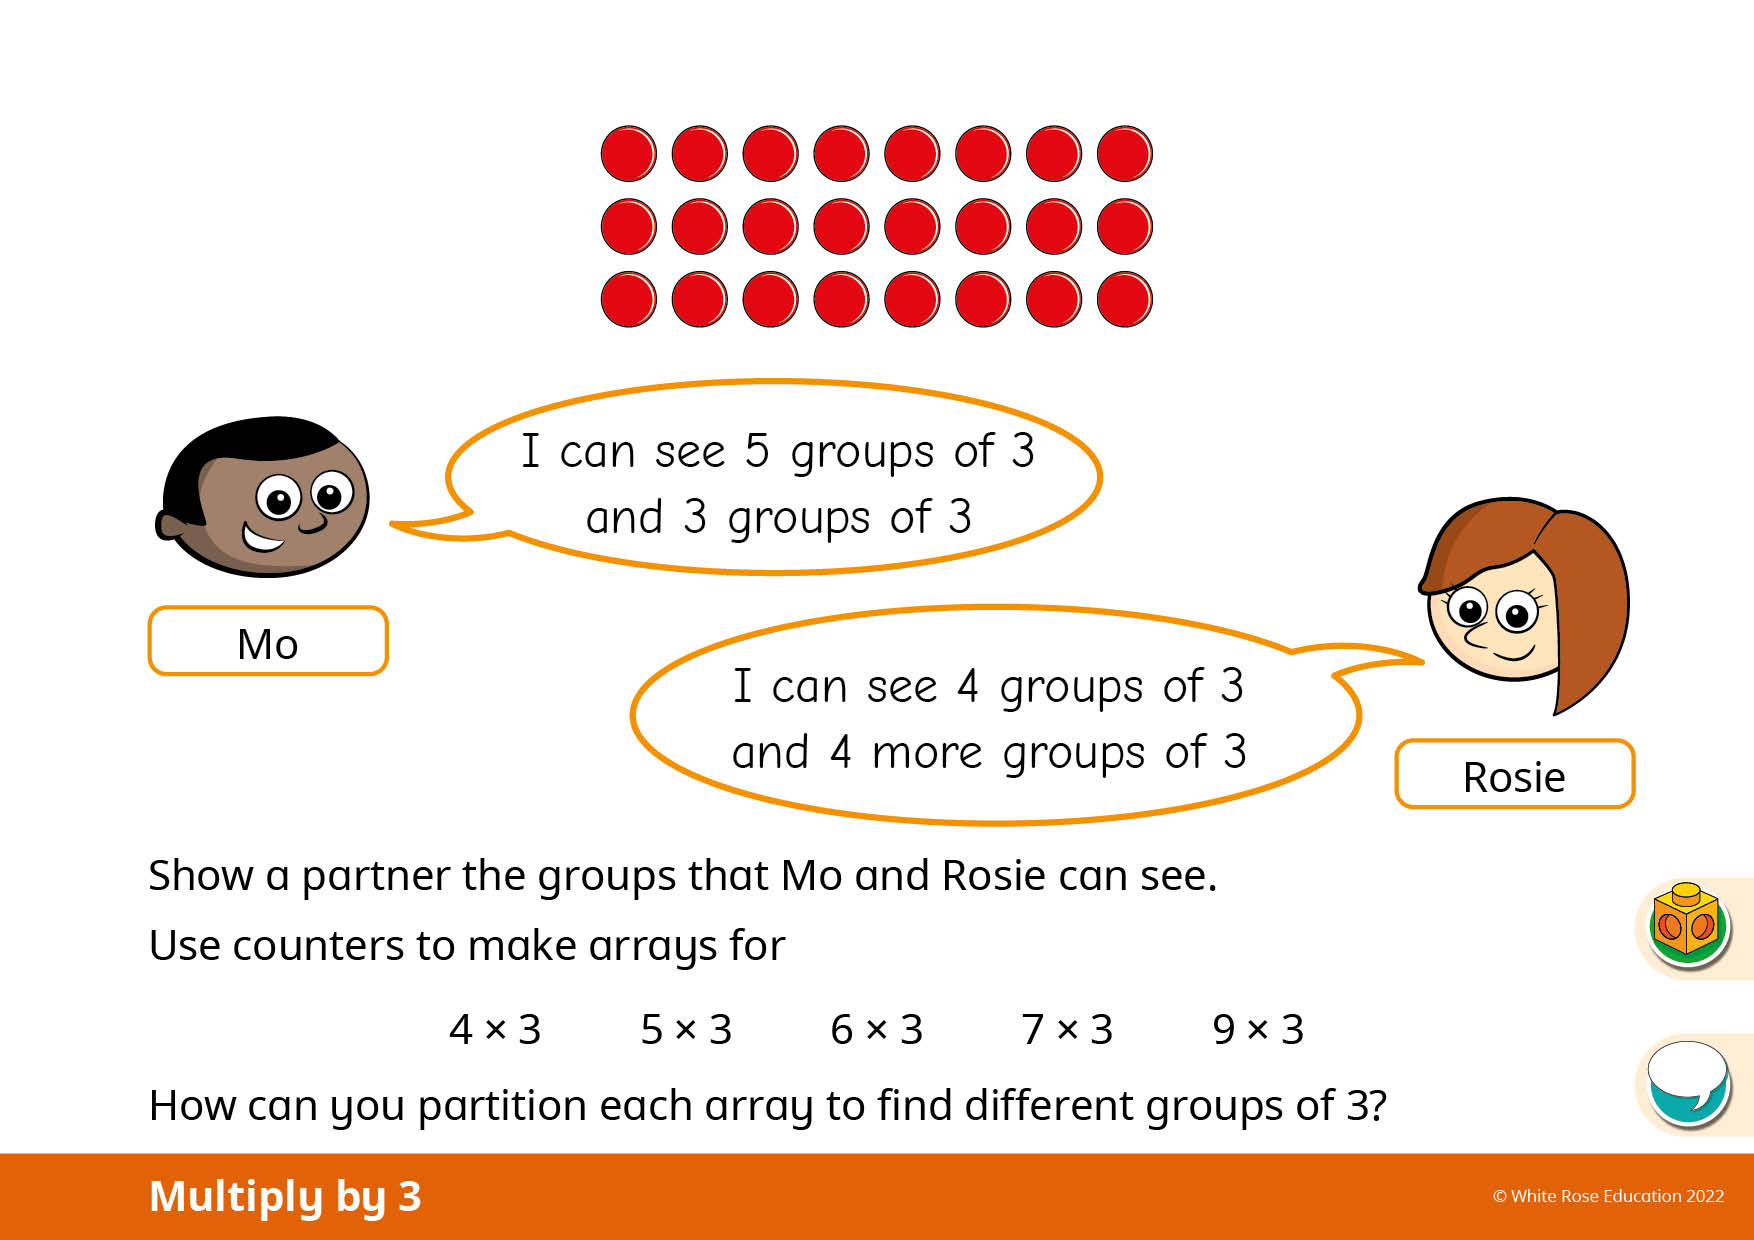 I can see 5 groups of 3
and 3 groups of 3
Mo
I can see 4 groups of 3
and 4 more groups of 3
Rosie
Show a partner the groups that Mo and Rosie can see.
Use counters to make arrays for
4 × 3 5 × 3 6 × 3 7 × 3 9 × 3
How can you partition each array to find different groups of 3?
Multiply by 3
© White Rose Education 2022